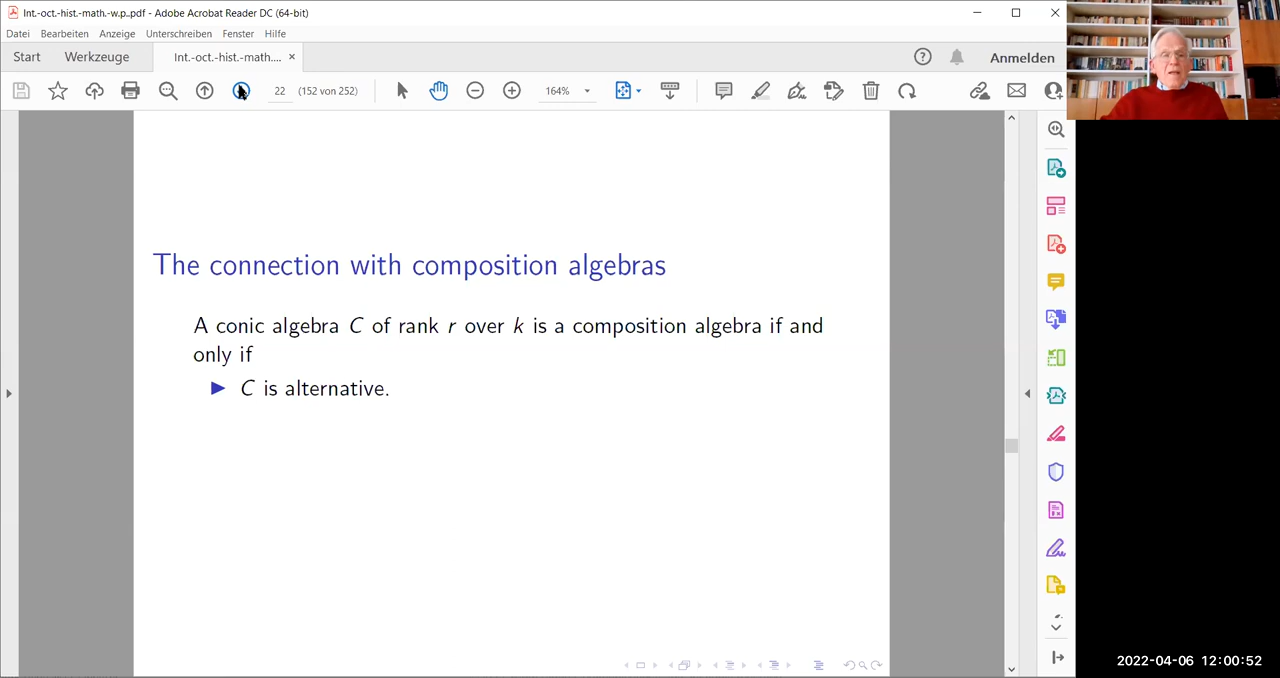 Int.-oct.-hist.-math.-w.p..pdf - Adobe Acrobat Reader DC (64-bit)
Datei Bearbeiten Anzeige Unterschreiben Fenster Hilfe
Start Werkzeuge Int.-oct.-hist.-math.... Anmelden
22 (152 von 252) 164%
The connection with composition algebras
A conic algebra C of rank r over k is a composition algebra if and
only if
▶ C is alternative.
2022-04-06 12:00:52